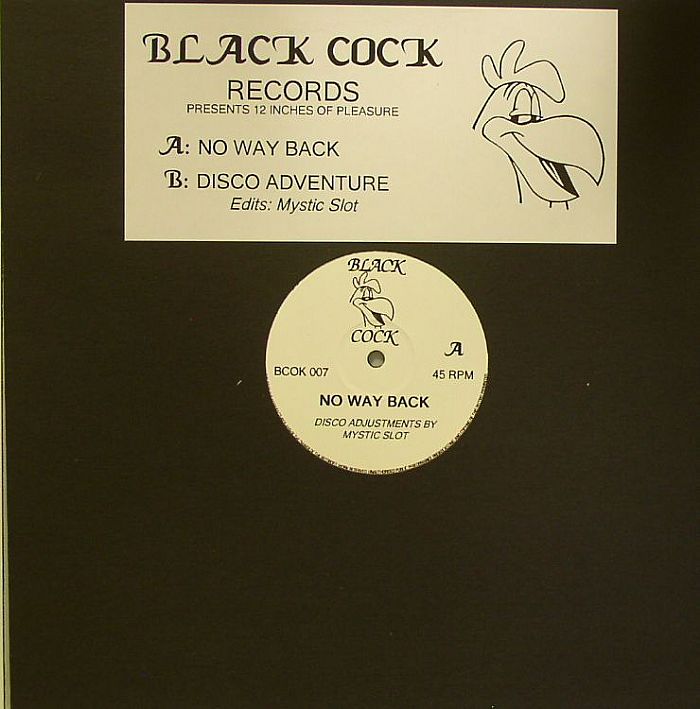 BLACK COCK
RECORDS
PRESENTS 12 INCHES OF PLEASURE
A: NO WAY BACK
B: DISCO ADVENTURE
Edits: Mystic Slot
BLACK
COCK
A
BCOK 007
45 RPM
NO WAY BACK
DISCO ADJUSTMENTS BY
MYSTIC SLOT